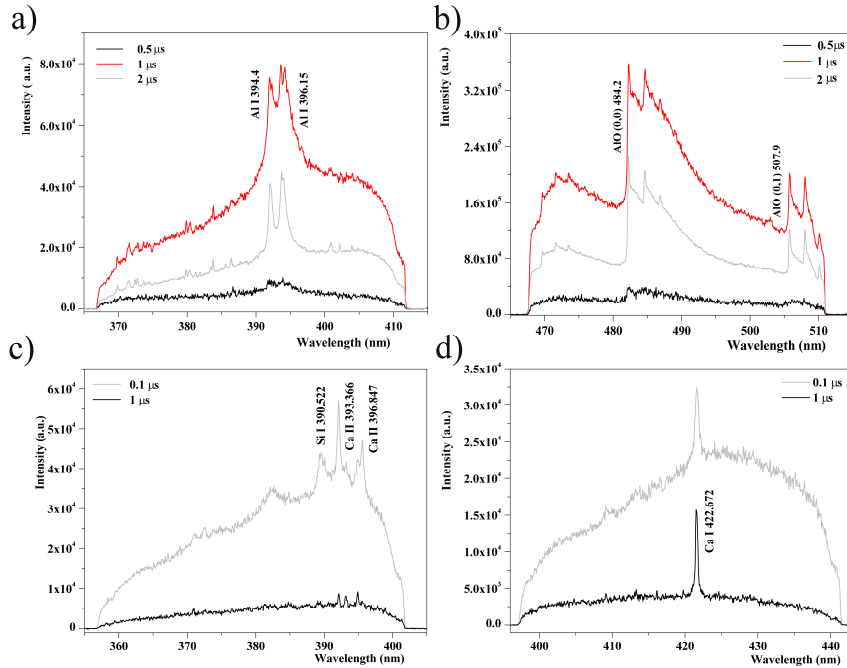 a)
0.5 µs
1 µs
2 µs
Al I 394.4
Al I 396.15
Intensity ( a.u.)
8.0x10⁴
6.0x10⁴
4.0x10⁴
2.0x10⁴
0.0
370 380 390 400 410
Wavelength (nm)
b)
0.5 µs
1 µs
2 µs
AlO (0,0) 484.2
AlO (0,1) 507.9
Intensity (a.u.)
4.0x10⁵
3.2x10⁵
2.4x10⁵
1.6x10⁵
8.0x10⁴
0.0
470 480 490 500 510
Wavelength (nm)
c)
0.1 µs
1 µs
Si I 390.522
Ca II 393.366
Ca II 396.847
Intensity (a.u.)
7x10⁴
6x10⁴
5x10⁴
4x10⁴
3x10⁴
2x10⁴
1x10⁴
0
360 370 380 390 400
Wavelength (nm)
d)
0.1 µs
1 µs
Ca I 422.672
Intensity (a.u.)
3.5x10⁴
3.0x10⁴
2.5x10⁴
2.0x10⁴
1.5x10⁴
1.0x10⁴
5.0x10³
0.0
400 410 420 430 440
Wavelength (nm)